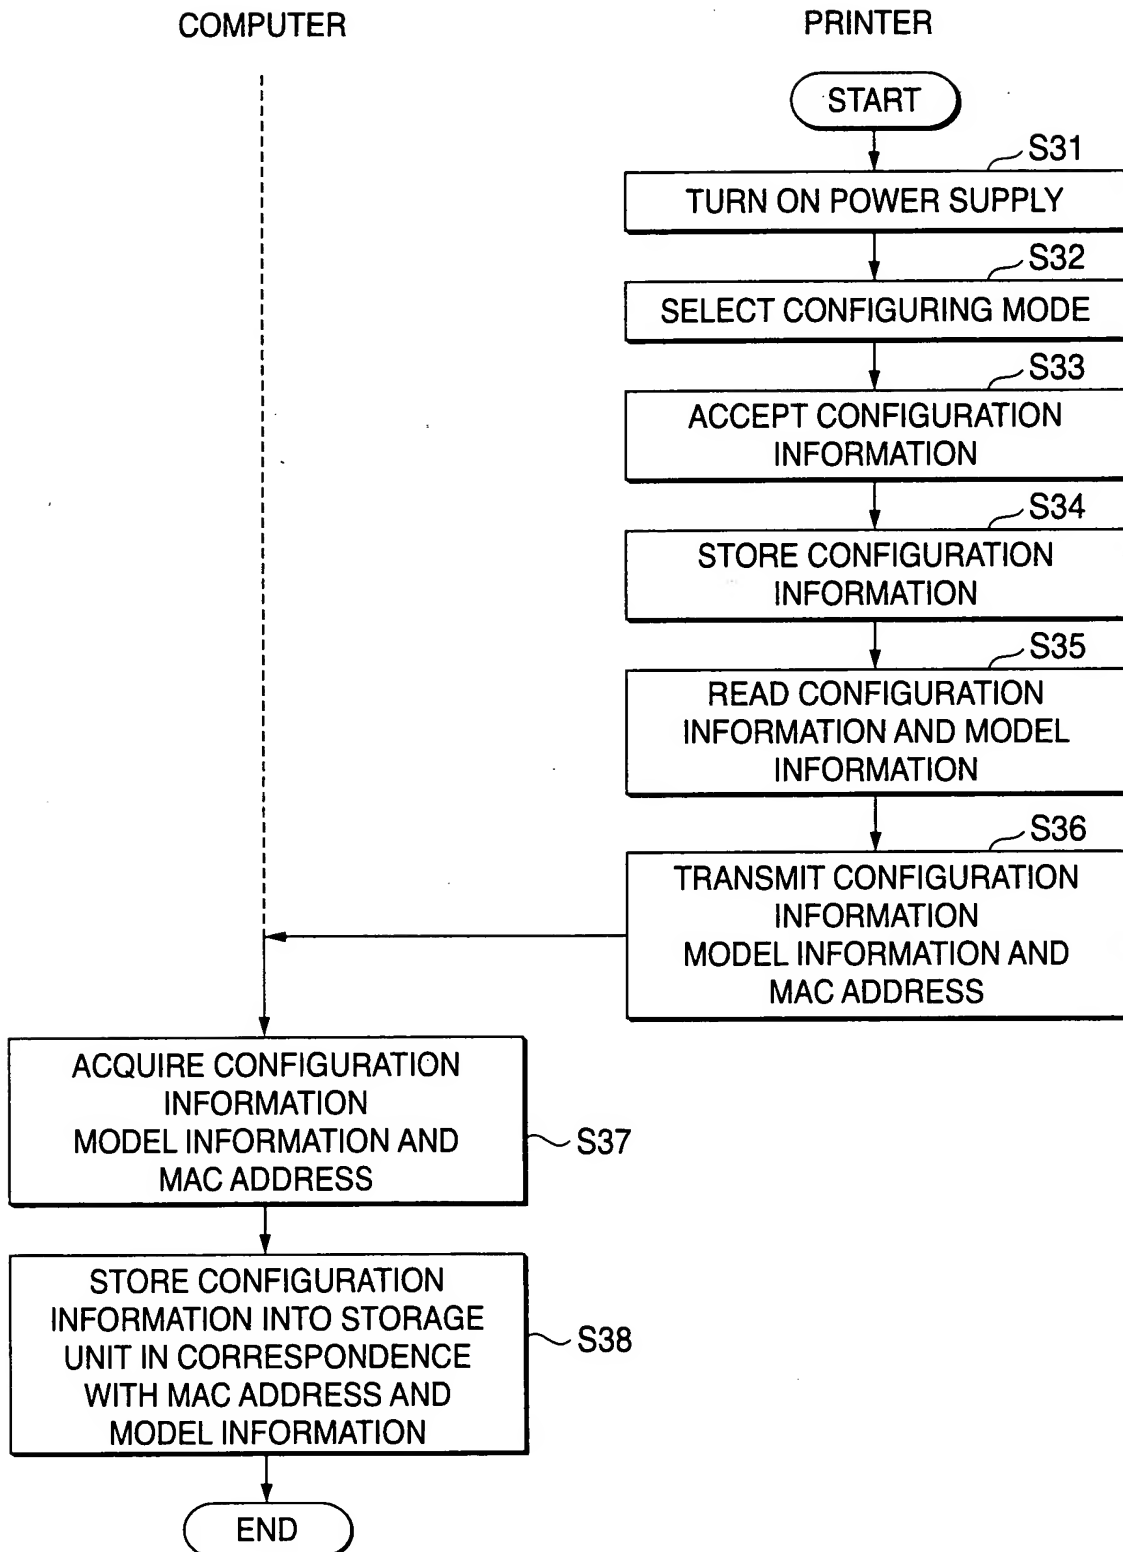 COMPUTER
PRINTER
START
S31
TURN ON POWER SUPPLY
S32
SELECT CONFIGURING MODE
S33
ACCEPT CONFIGURATION
INFORMATION
S34
STORE CONFIGURATION
INFORMATION
S35
READ CONFIGURATION
INFORMATION AND MODEL
INFORMATION
S36
TRANSMIT CONFIGURATION
INFORMATION
MODEL INFORMATION AND
MAC ADDRESS
ACQUIRE CONFIGURATION
INFORMATION
MODEL INFORMATION AND
MAC ADDRESS
S37
STORE CONFIGURATION
INFORMATION INTO STORAGE
UNIT IN CORRESPONDENCE
WITH MAC ADDRESS AND
MODEL INFORMATION
S38
END